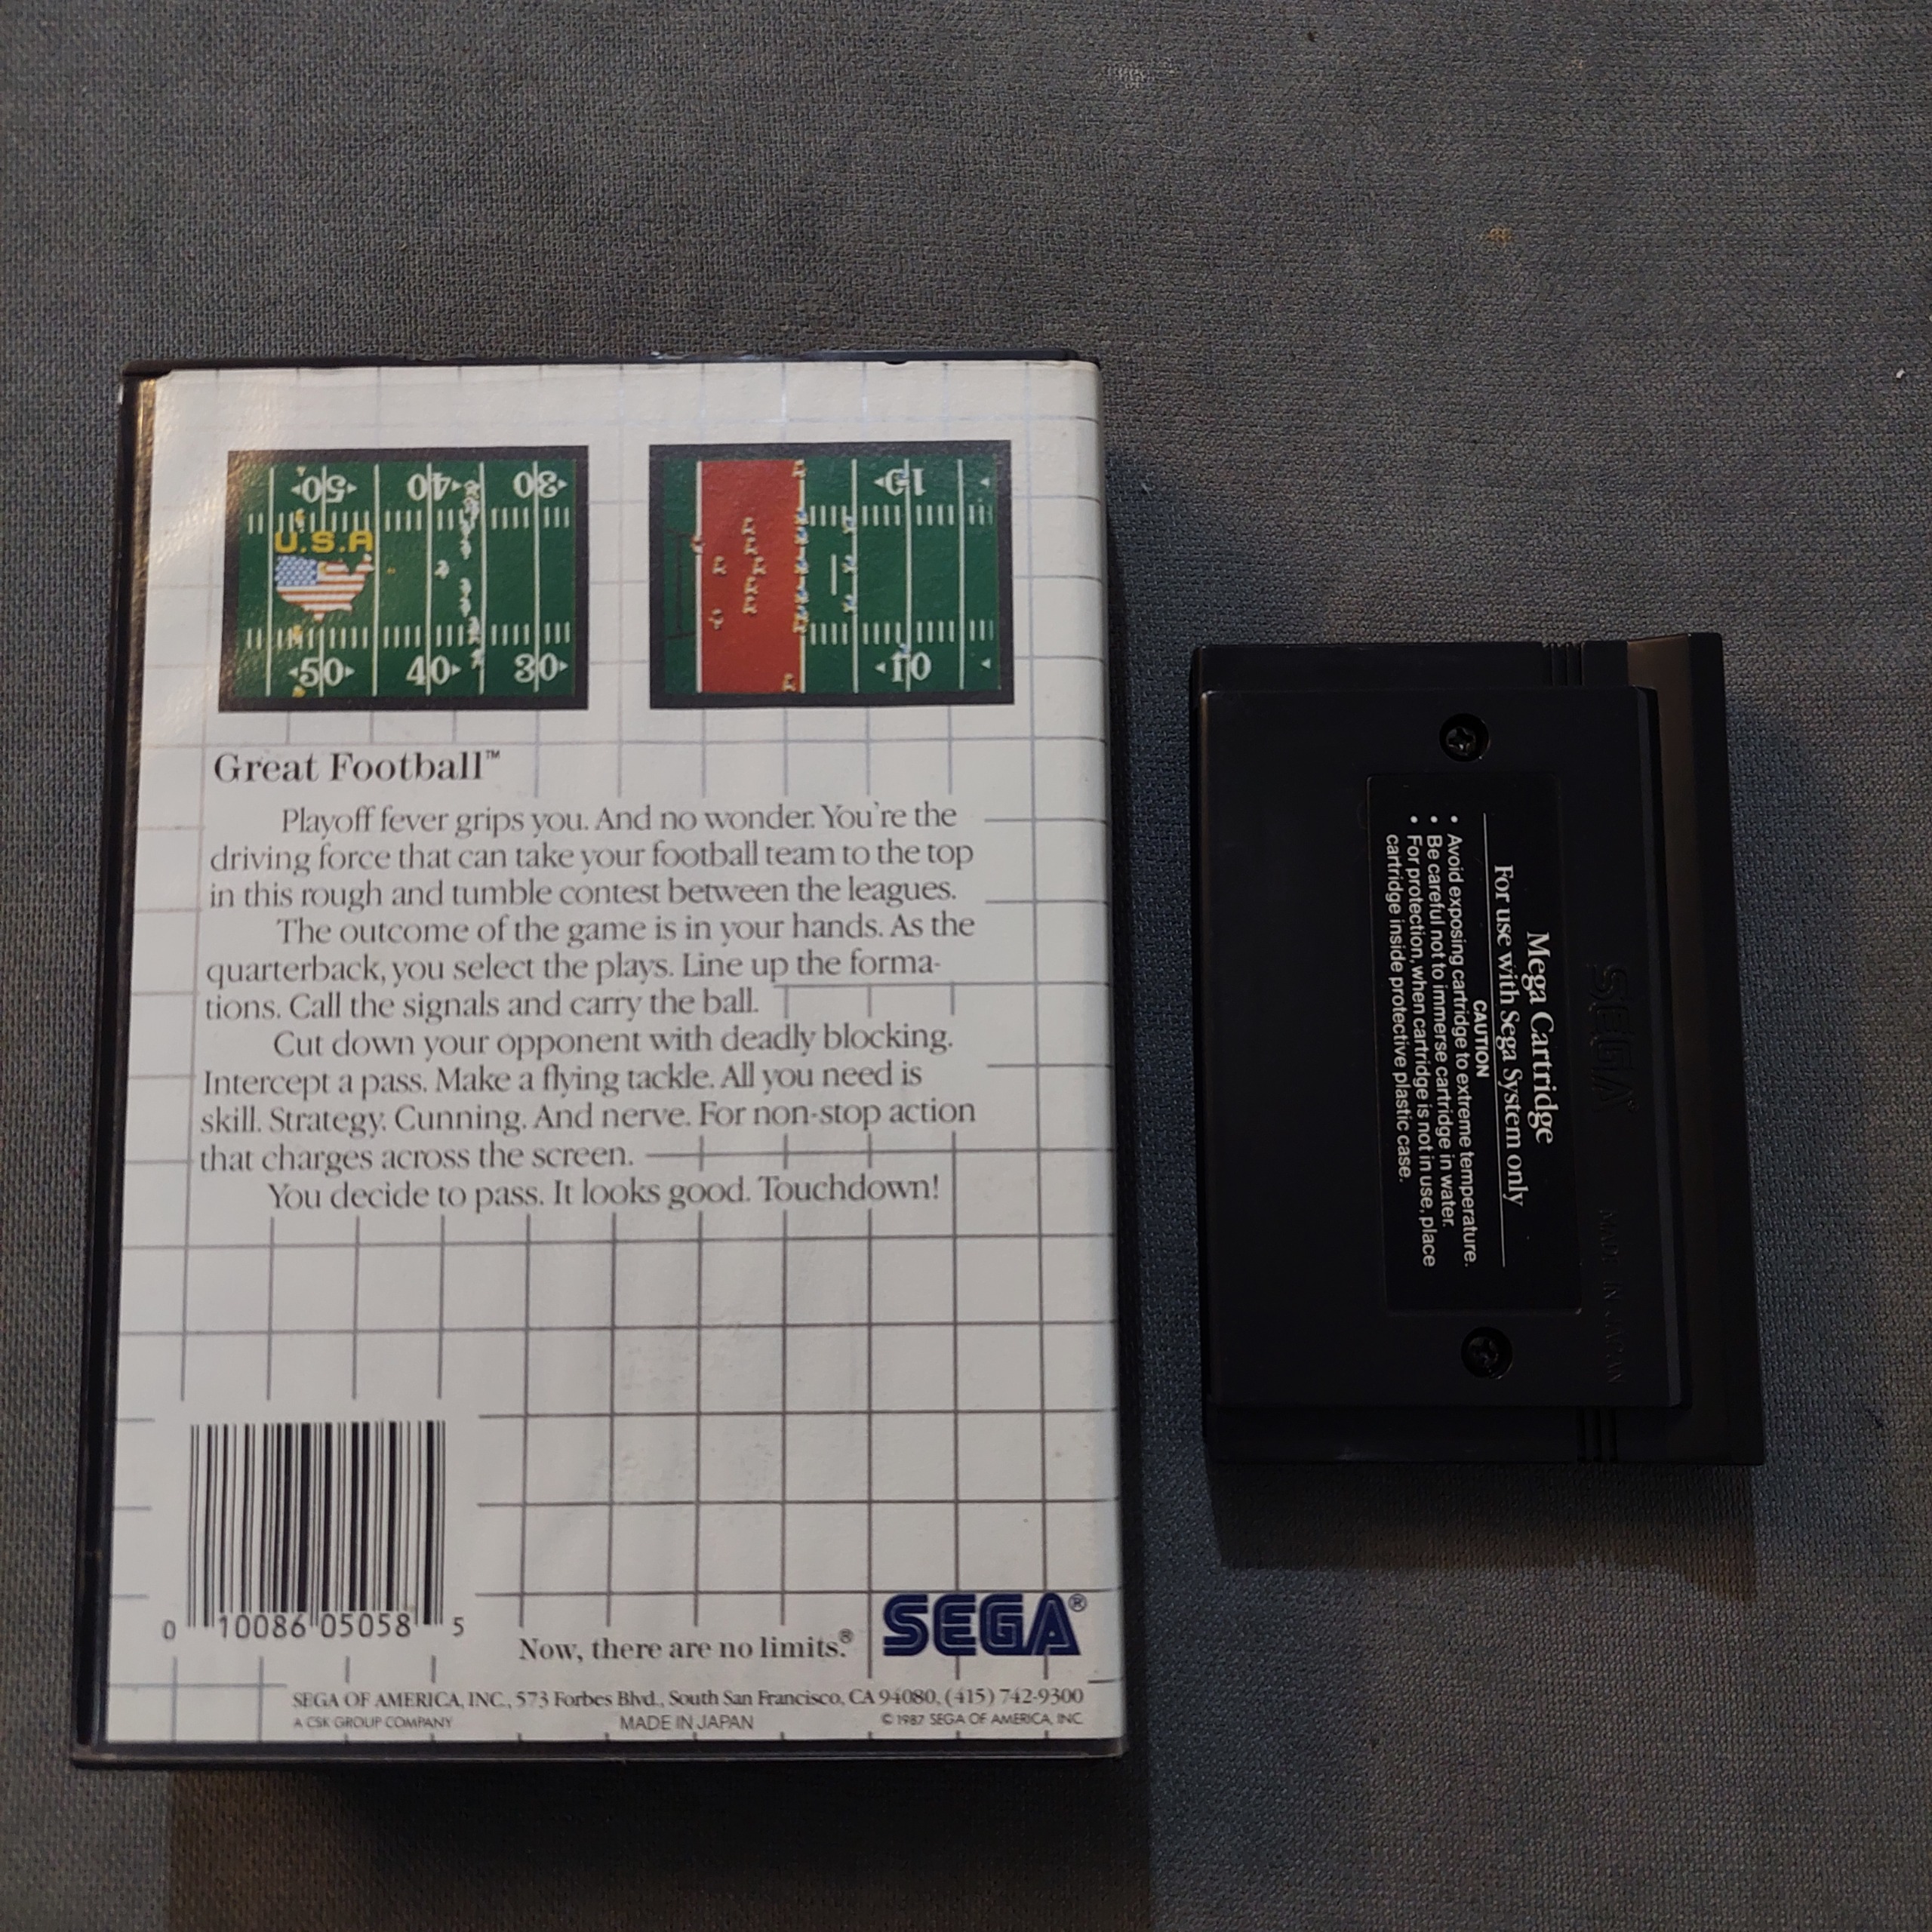 50 40 30
U.S.A
50 40 30
10
10
Great Football™
Playoff fever grips you. And no wonder. You're the
driving force that can take your football team to the top
in this rough and tumble contest between the leagues.
The outcome of the game is in your hands. As the
quarterback, you select the plays. Line up the forma-
tions. Call the signals and carry the ball.
Cut down your opponent with deadly blocking.
Intercept a pass. Make a flying tackle. All you need is
skill. Strategy. Cunning. And nerve. For non-stop action
that charges across the screen.
You decide to pass. It looks good. Touchdown!
0 10086 05058 5
Now, there are no limits.®
SEGA®
SEGA OF AMERICA, INC., 573 Forbes Blvd., South San Francisco, CA 94080, (415) 742-9300
A CSK GROUP COMPANY MADE IN JAPAN © 1987 SEGA OF AMERICA, INC.
SEGA®
MADE IN JAPAN
Mega Cartridge
For use with Sega System only
CAUTION
• Avoid exposing cartridge to extreme temperature.
• Be careful not to immerse cartridge in water.
• For protection, when cartridge is not in use, place
cartridge inside protective plastic case.